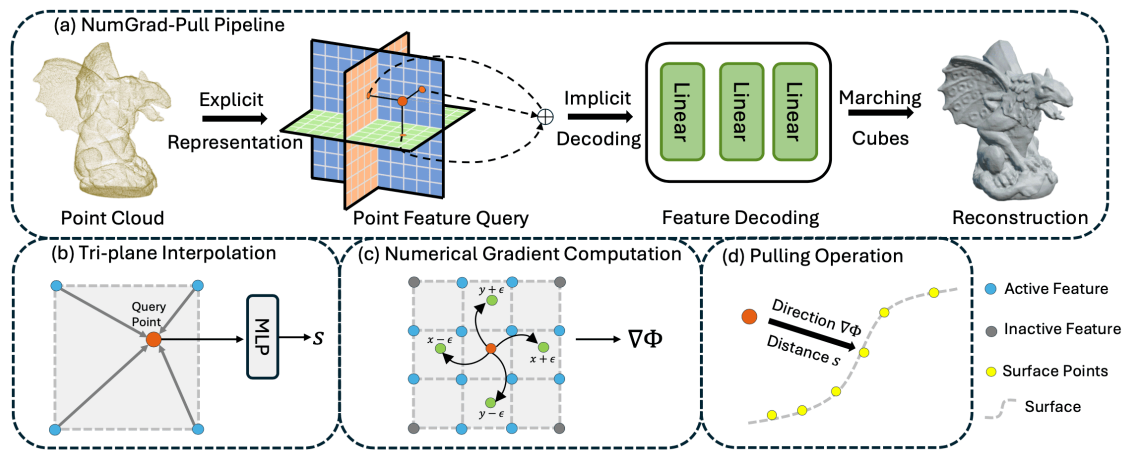 (a) NumGrad-Pull Pipeline
Explicit
Representation
Implicit
Decoding
Linear
Linear
Linear
Marching
Cubes
Point Cloud
Point Feature Query
Feature Decoding
Reconstruction
(b) Tri-plane Interpolation
Query
Point
MLP
s
(c) Numerical Gradient Computation
y + ϵ
x − ϵ
x + ϵ
y − ϵ
∇Φ
(d) Pulling Operation
Direction ∇Φ
Distance s
Active Feature
Inactive Feature
Surface Points
Surface